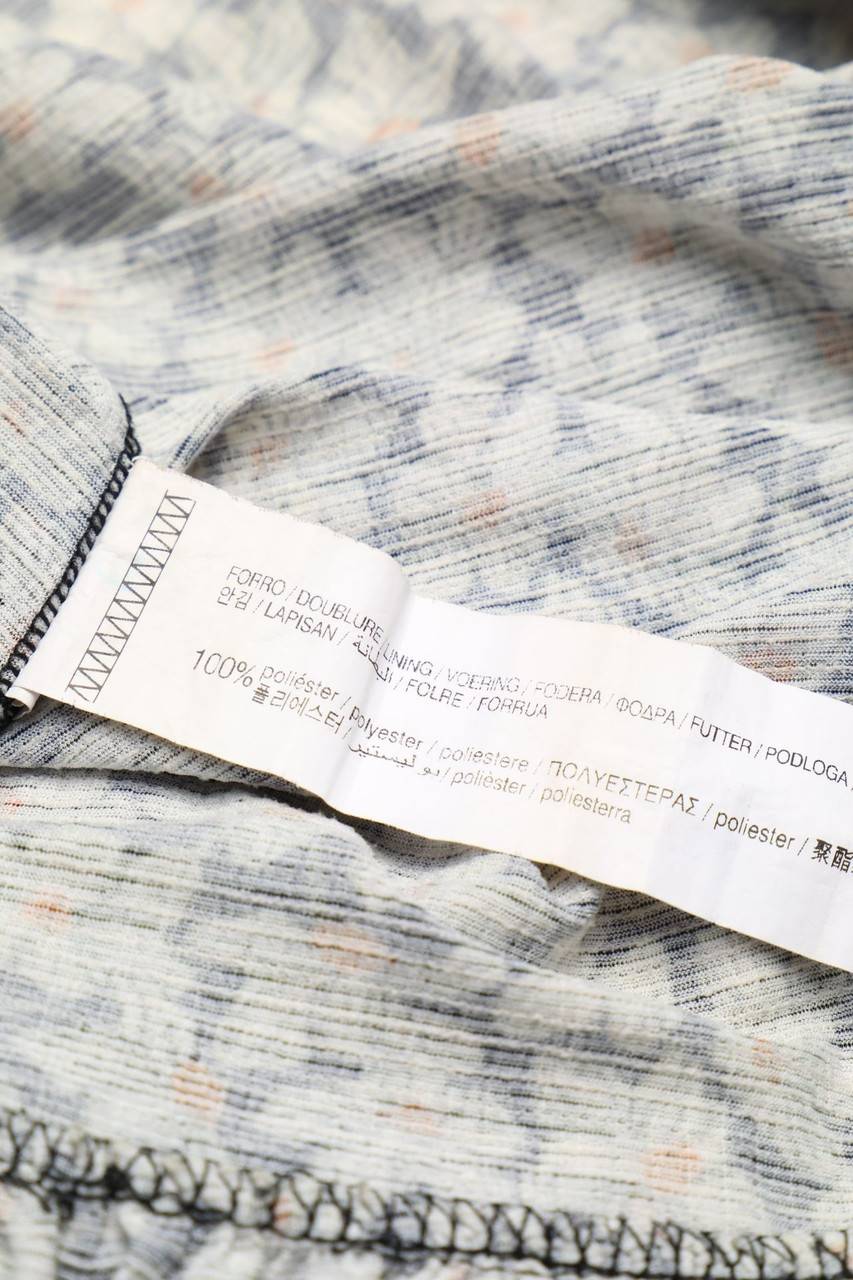 FORRO / DOUBLURE / LINING / VOERING / FODERA / ΦΟΔΡΑ / FUTTER / PODLOGA /
안감 / LAPISAN / البطانة / FOLRE / FORRUA
100% poliéster / polyester / poliestere / ΠΟΛΥΕΣΤΕΡΑΣ / poliester / 聚酯
폴리에스터 / بوليستير / polièster / poliesterra